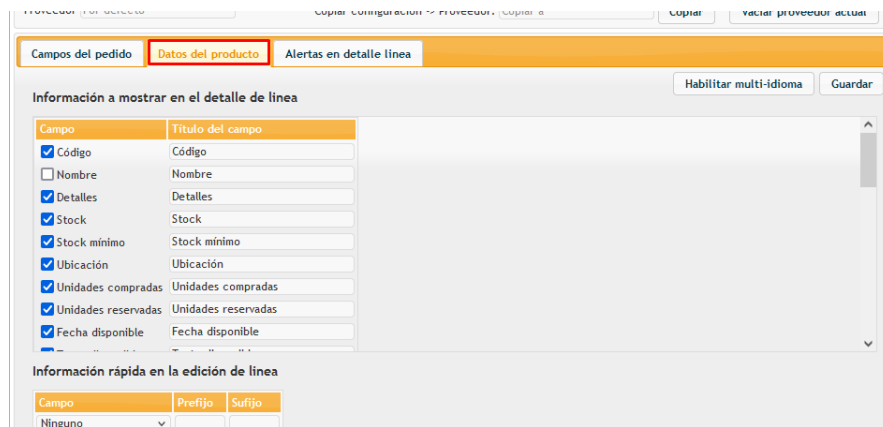 Proveedor Por defecto Copiar Configuración -> Proveedor: Copiar a Copiar Vaciar proveedor actual
Campos del pedido Datos del producto Alertas en detalle linea
Habilitar multi-idioma Guardar
Información a mostrar en el detalle de linea
Campo Título del campo
Código Código
Nombre Nombre
Detalles Detalles
Stock Stock
Stock mínimo Stock mínimo
Ubicación Ubicación
Unidades compradas Unidades compradas
Unidades reservadas Unidades reservadas
Fecha disponible Fecha disponible
Información rápida en la edición de linea
Campo Prefijo Sufijo
Ninguno